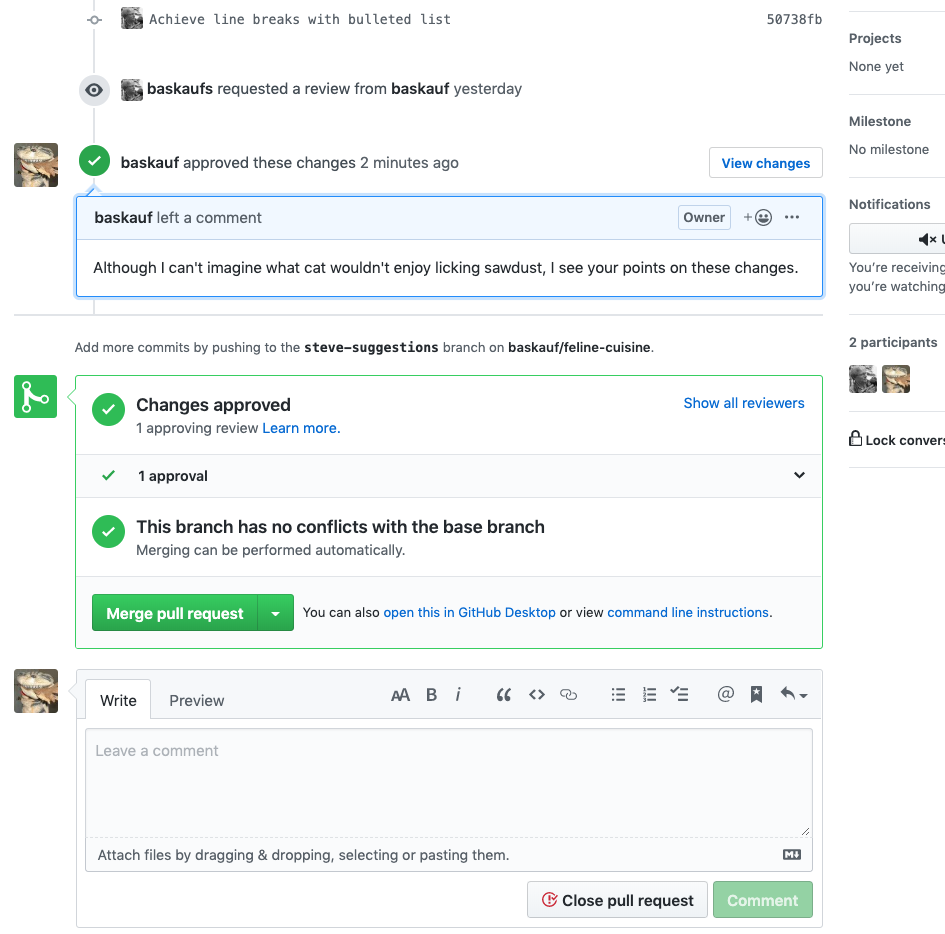 Achieve line breaks with bulleted list 50738fb
baskaufs requested a review from baskauf yesterday
baskauf approved these changes 2 minutes ago
View changes
baskauf left a comment
Owner
Although I can't imagine what cat wouldn't enjoy licking sawdust, I see your points on these changes.
Add more commits by pushing to the steve-suggestions branch on baskauf/feline-cuisine.
Changes approved
Show all reviewers
1 approving review Learn more.
1 approval
This branch has no conflicts with the base branch
Merging can be performed automatically.
Merge pull request
You can also open this in GitHub Desktop or view command line instructions.
Write
Preview
AA B i
Leave a comment
Attach files by dragging & dropping, selecting or pasting them.
Close pull request
Comment
Projects
None yet
Milestone
No milestone
Notifications
You’re receiving
you’re watching
2 participants
Lock convers